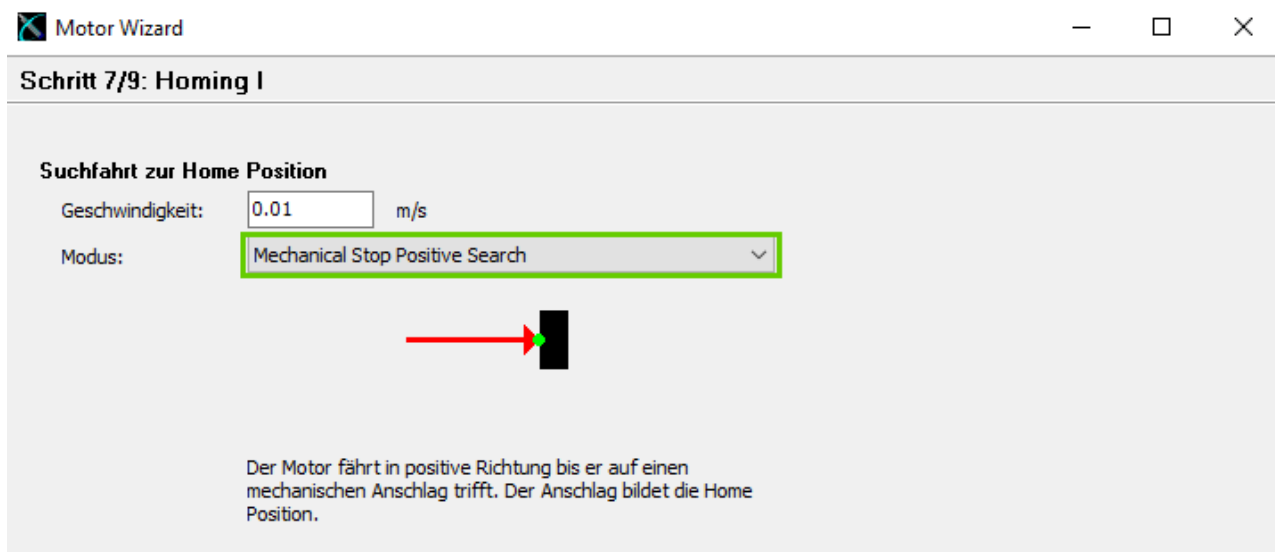 Motor Wizard
Schritt 7/9: Homing I
Suchfahrt zur Home Position
Geschwindigkeit: 0.01 m/s
Modus: Mechanical Stop Positive Search
Der Motor fährt in positive Richtung bis er auf einen
mechanischen Anschlag trifft. Der Anschlag bildet die Home
Position.